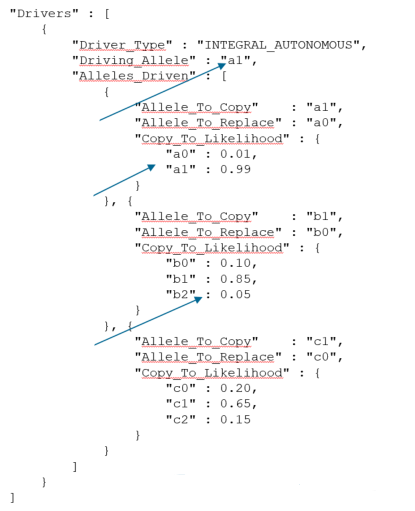 "Drivers" : [
{
"Driver_Type" : "INTEGRAL_AUTONOMOUS",
"Driving_Allele" : "a1",
"Alleles_Driven" : [
{
"Allele_To_Copy" : "a1",
"Allele_To_Replace" : "a0",
"Copy_To_Likelihood" : {
"a0" : 0.01,
"a1" : 0.99
}
}, {
"Allele_To_Copy" : "b1",
"Allele_To_Replace" : "b0",
"Copy_To_Likelihood" : {
"b0" : 0.10,
"b1" : 0.85,
"b2" : 0.05
}
}, {
"Allele_To_Copy" : "c1",
"Allele_To_Replace" : "c0",
"Copy_To_Likelihood" : {
"c0" : 0.20,
"c1" : 0.65,
"c2" : 0.15
}
}
]
}
]